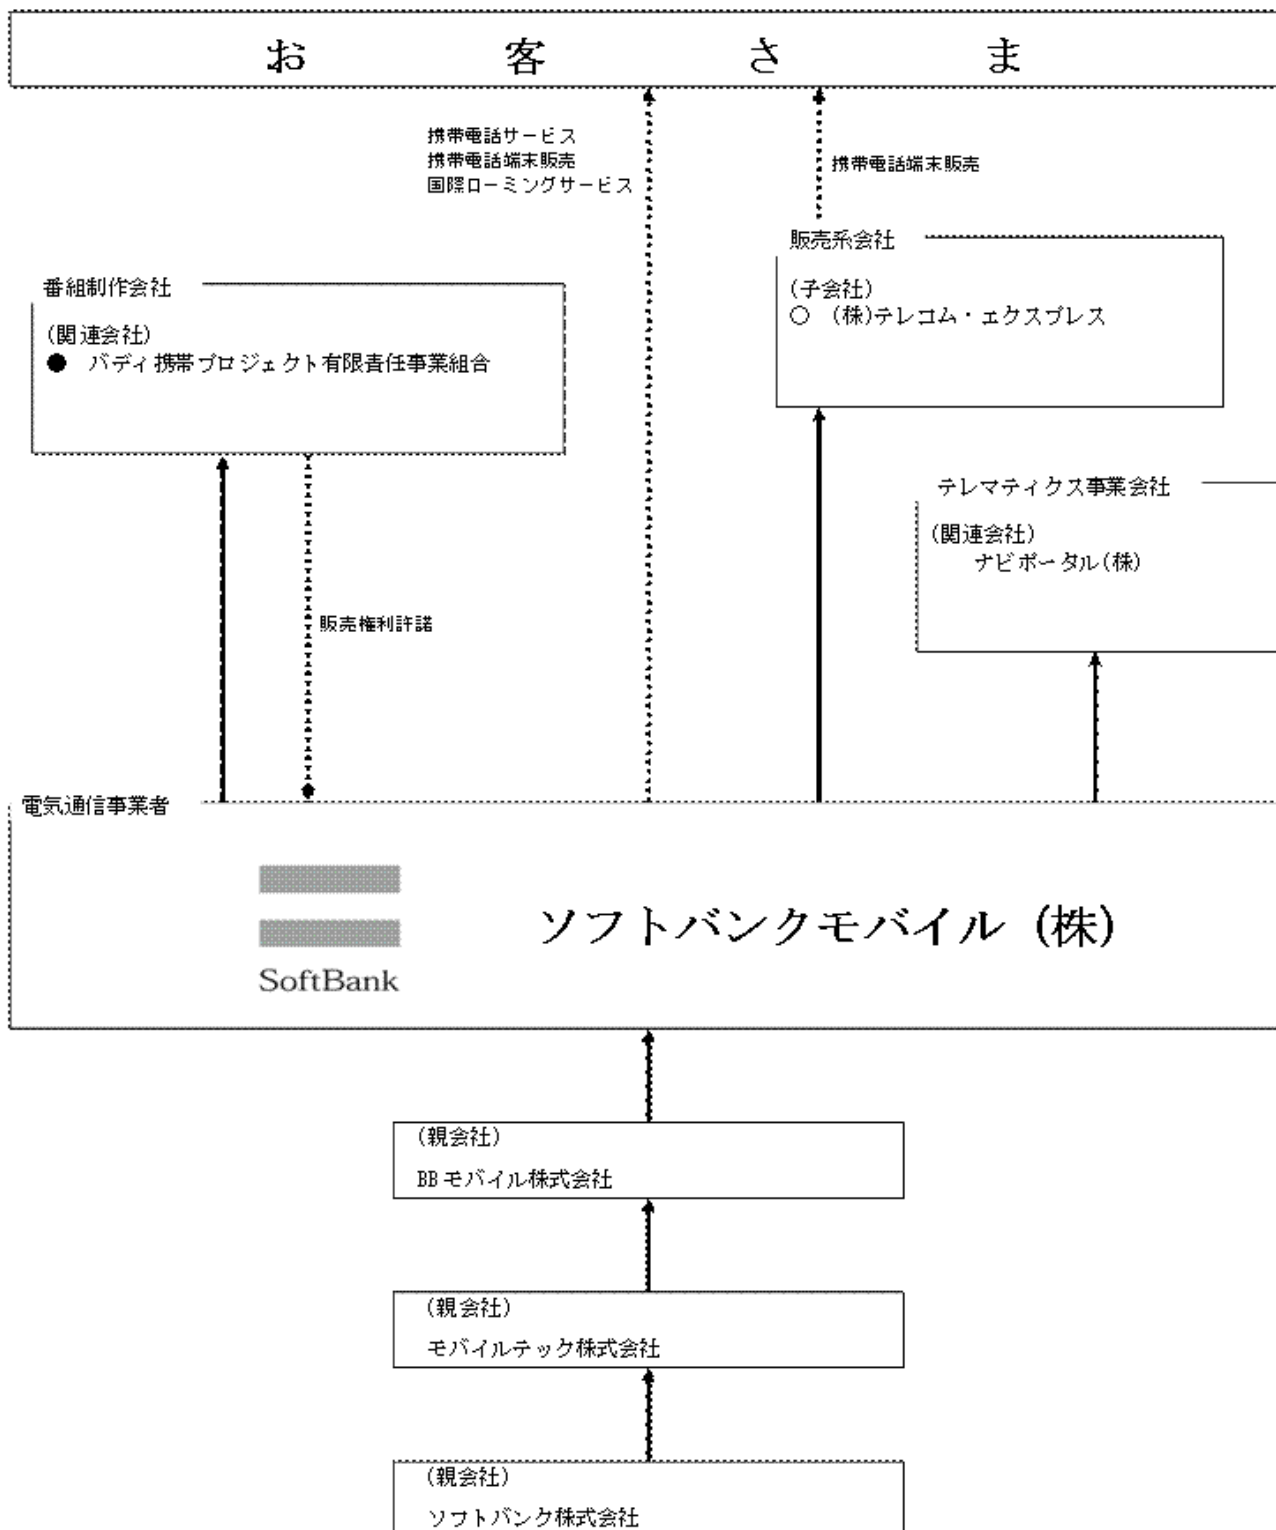 お客さま
携帯電話サービス
携帯電話端末販売
国際ローミングサービス
携帯電話端末販売
販売系会社
(子会社)
○ (株)テレコム・エクスプレス
番組制作会社
(関連会社)
● バディ携帯プロジェクト有限責任事業組合
テレマティクス事業会社
(関連会社)
ナビポータル(株)
販売権利許諾
電気通信事業者
ソフトバンクモバイル (株)
SoftBank
(親会社)
BBモバイル株式会社
(親会社)
モバイルテック株式会社
(親会社)
ソフトバンク株式会社